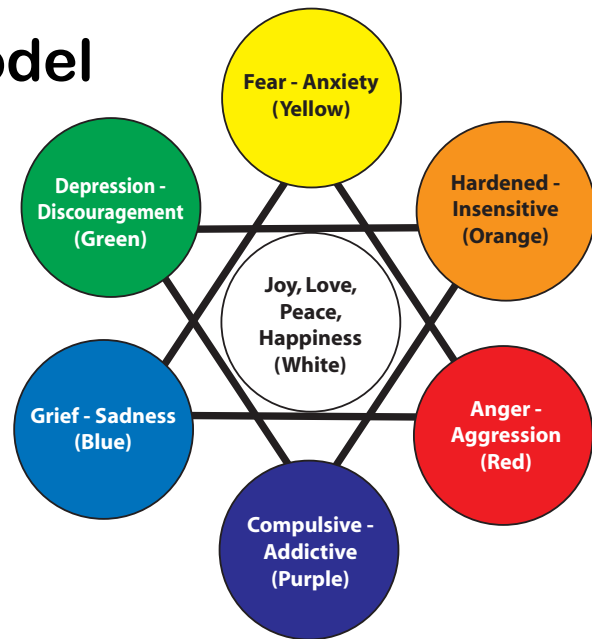 odel
Fear - Anxiety
(Yellow)
Depression -
Discouragement
(Green)
Hardened -
Insensitive
(Orange)
Joy, Love,
Peace,
Happiness
(White)
Grief - Sadness
(Blue)
Anger -
Aggression
(Red)
Compulsive -
Addictive
(Purple)